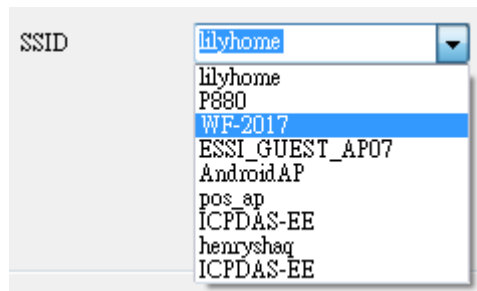 SSID lilyhome
lilyhome
P880
WF-2017
ESSI_GUEST_AP07
AndroidAP
pos_ap
ICPDAS-EE
henryshaq
ICPDAS-EE